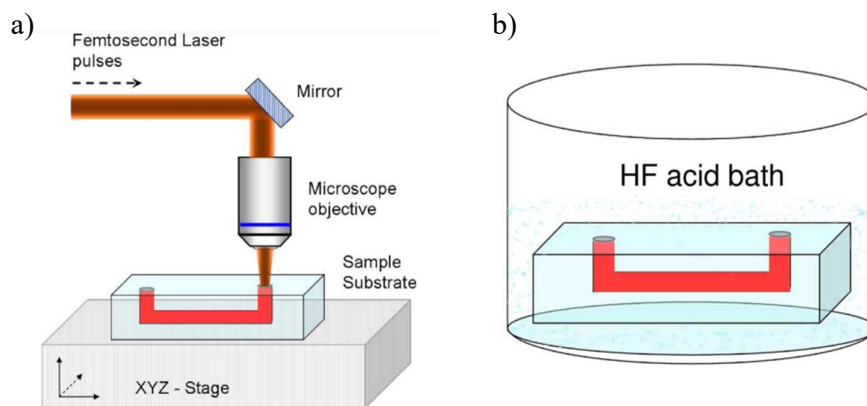 a)
Femtosecond Laser
pulses
Mirror
Microscope
objective
Sample
Substrate
XYZ - Stage
b)
HF acid bath